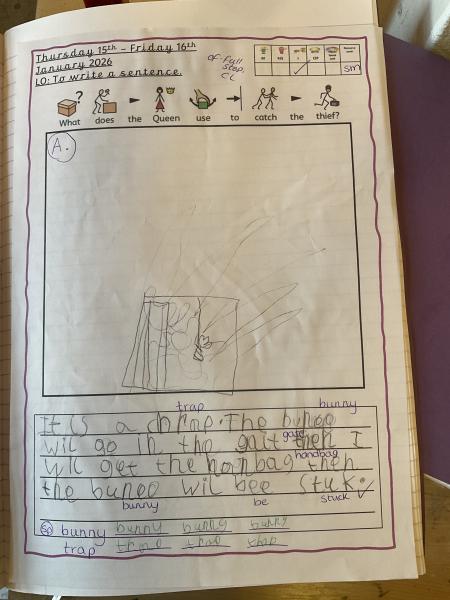 Thursday 15th - Friday 16th
January 2026
LO: To write a sentence.
of full
stop.
CL
SM
What does the Queen use to catch the thief?
A.
trap bunny
It is a chrap. The bunee
wil go in the gait then I
gate
wil get the hanbag then
handbag
the bunee wil bee stuk.
bunny be stuck
Sp bunny bunny bunny bunny
trap trap trap trap